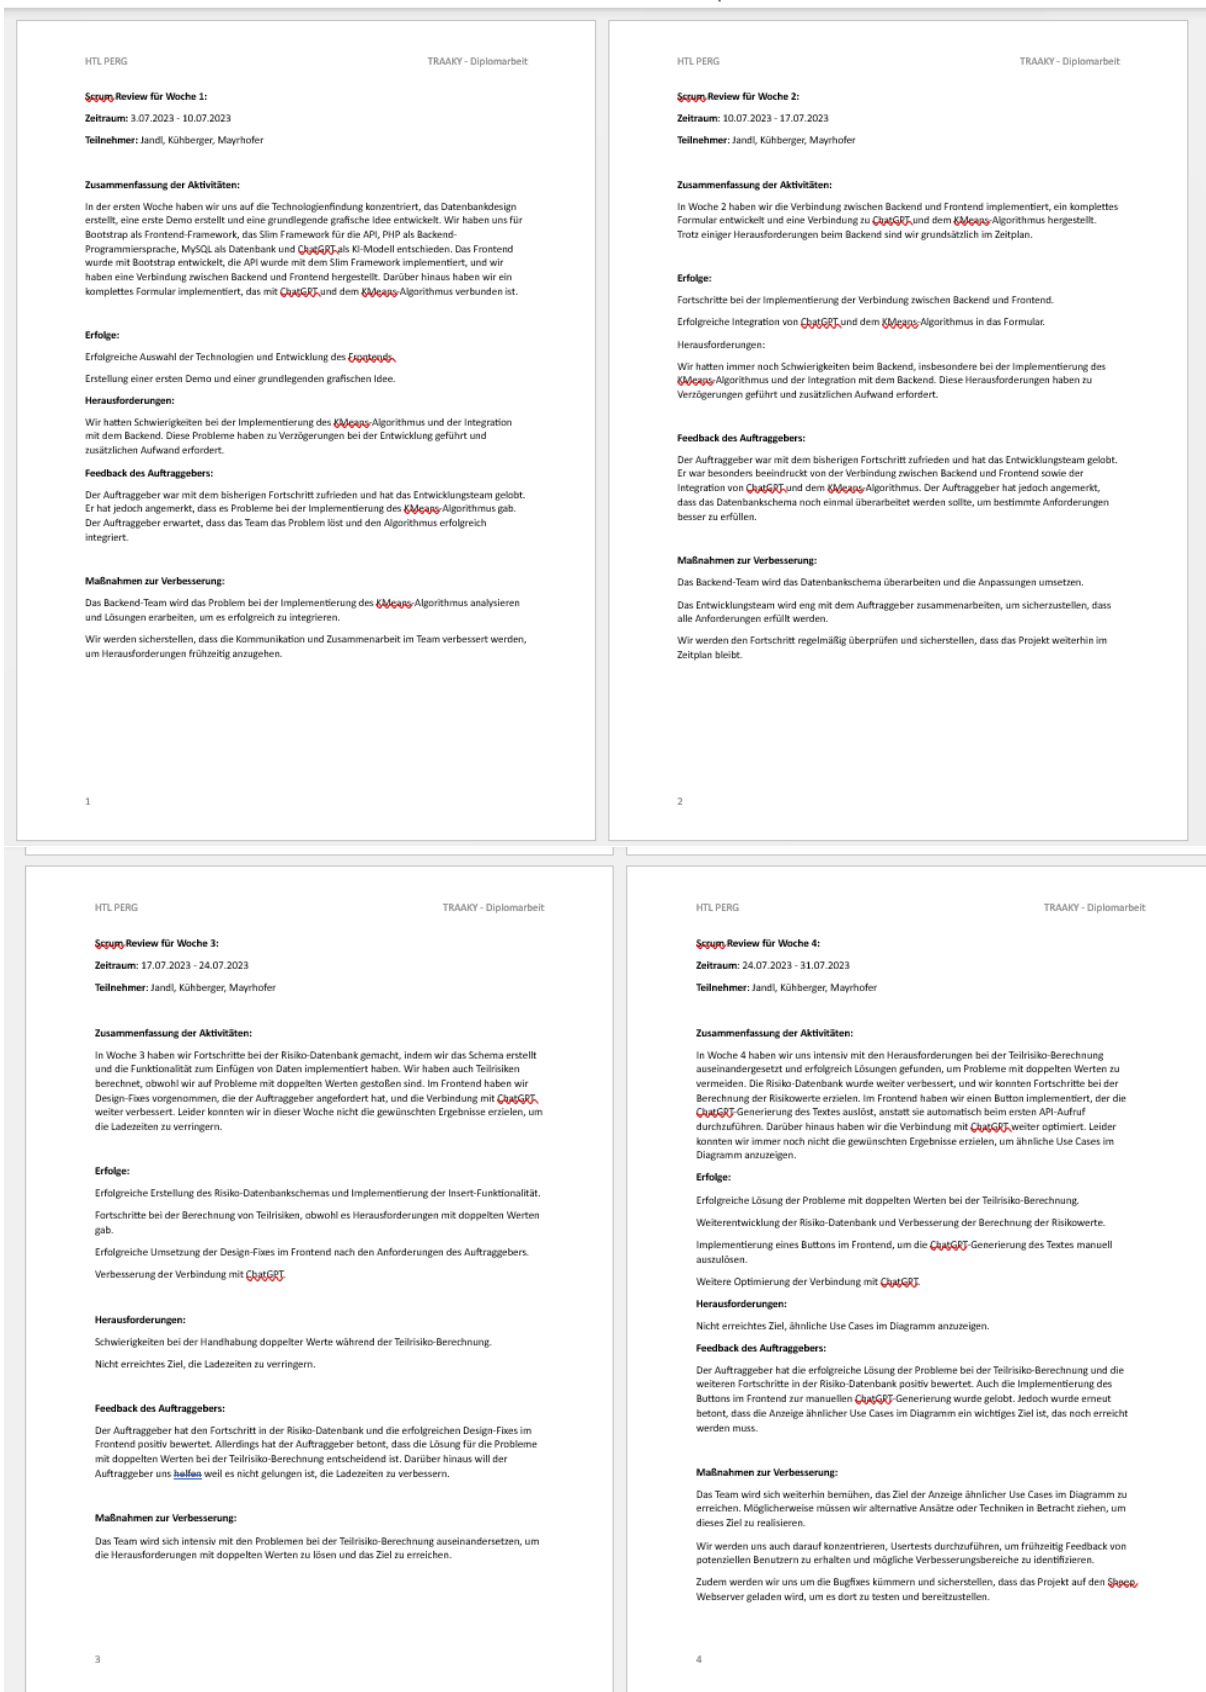 HTL PERG
TRAAKY - Diplomarbeit
Scrum Review für Woche 1:
Zeitraum: 3.07.2023 - 10.07.2023
Teilnehmer: Jandl, Kühberger, Mayrhofer
Zusammenfassung der Aktivitäten:
In der ersten Woche haben wir uns auf die Technologienfindung konzentriert, das Datenbankdesign
erstellt, eine erste Demo erstellt und eine grundlegende grafische Idee entwickelt. Wir haben uns für
Bootstrap als Frontend-Framework, das Slim Framework für die API, PHP als Backend-
Programmiersprache, MySQL als Datenbank und ChatGPT als KI-Modell entschieden. Das Frontend
wurde mit Bootstrap entwickelt, die API wurde mit dem Slim Framework implementiert, und wir
haben eine Verbindung zwischen Backend und Frontend hergestellt. Darüber hinaus haben wir ein
komplettes Formular implementiert, das mit ChatGPT und dem KMeans-Algorithmus verbunden ist.
Erfolge:
Erfolgreiche Auswahl der Technologien und Entwicklung des Frontends.
Erstellung einer ersten Demo und einer grundlegenden grafischen Idee.
Herausforderungen:
Wir hatten Schwierigkeiten bei der Implementierung des KMeans-Algorithmus und der Integration
mit dem Backend. Diese Probleme haben zu Verzögerungen bei der Entwicklung geführt und
zusätzlichen Aufwand erfordert.
Feedback des Auftraggebers:
Der Auftraggeber war mit dem bisherigen Fortschritt zufrieden und hat das Entwicklungsteam gelobt.
Er hat jedoch angemerkt, dass es Probleme bei der Implementierung des KMeans-Algorithmus gab.
Der Auftraggeber erwartet, dass das Team das Problem löst und den Algorithmus erfolgreich
integriert.
Maßnahmen zur Verbesserung:
Das Backend-Team wird das Problem bei der Implementierung des KMeans-Algorithmus analysieren
und Lösungen erarbeiten, um es erfolgreich zu integrieren.
Wir werden sicherstellen, dass die Kommunikation und Zusammenarbeit im Team verbessert werden,
um Herausforderungen frühzeitig anzugehen.
1
HTL PERG
TRAAKY - Diplomarbeit
Scrum Review für Woche 2:
Zeitraum: 10.07.2023 - 17.07.2023
Teilnehmer: Jandl, Kühberger, Mayrhofer
Zusammenfassung der Aktivitäten:
In Woche 2 haben wir die Verbindung zwischen Backend und Frontend implementiert, ein komplettes
Formular entwickelt und eine Verbindung zu ChatGPT und dem KMeans-Algorithmus hergestellt.
Trotz einiger Herausforderungen beim Backend sind wir grundsätzlich im Zeitplan.
Erfolge:
Fortschritte bei der Implementierung der Verbindung zwischen Backend und Frontend.
Erfolgreiche Integration von ChatGPT und dem KMeans-Algorithmus in das Formular.
Herausforderungen:
Wir hatten immer noch Schwierigkeiten beim Backend, insbesondere bei der Implementierung des
KMeans-Algorithmus und der Integration mit dem Backend. Diese Herausforderungen haben zu
Verzögerungen geführt und zusätzlichen Aufwand erfordert.
Feedback des Auftraggebers:
Der Auftraggeber war mit dem bisherigen Fortschritt zufrieden und hat das Entwicklungsteam gelobt.
Er war besonders beeindruckt von der Verbindung zwischen Backend und Frontend sowie der
Integration von ChatGPT und dem KMeans-Algorithmus. Der Auftraggeber hat jedoch angemerkt,
dass das Datenbankschema noch einmal überarbeitet werden sollte, um bestimmte Anforderungen
besser zu erfüllen.
Maßnahmen zur Verbesserung:
Das Backend-Team wird das Datenbankschema überarbeiten und die Anpassungen umsetzen.
Das Entwicklungsteam wird eng mit dem Auftraggeber zusammenarbeiten, um sicherzustellen, dass
alle Anforderungen erfüllt werden.
Wir werden den Fortschritt regelmäßig überprüfen und sicherstellen, dass das Projekt weiterhin im
Zeitplan bleibt.
2
HTL PERG
TRAAKY - Diplomarbeit
Scrum Review für Woche 3:
Zeitraum: 17.07.2023 - 24.07.2023
Teilnehmer: Jandl, Kühberger, Mayrhofer
Zusammenfassung der Aktivitäten:
In Woche 3 haben wir Fortschritte bei der Risiko-Datenbank gemacht, indem wir das Schema erstellt
und die Funktionalität zum Einfügen von Daten implementiert haben. Wir haben auch Teilrisiken
berechnet, obwohl wir auf Probleme mit doppelten Werten gestoßen sind. Im Frontend haben wir
Design-Fixes vorgenommen, die der Auftraggeber angefordert hat, und die Verbindung mit ChatGPT
weiter verbessert. Leider konnten wir in dieser Woche nicht die gewünschten Ergebnisse erzielen, um
die Ladezeiten zu verringern.
Erfolge:
Erfolgreiche Erstellung des Risiko-Datenbankschemas und Implementierung der Insert-Funktionalität.
Fortschritte bei der Berechnung von Teilrisiken, obwohl es Herausforderungen mit doppelten Werten
gab.
Erfolgreiche Umsetzung der Design-Fixes im Frontend nach den Anforderungen des Auftraggebers.
Verbesserung der Verbindung mit ChatGPT.
Herausforderungen:
Schwierigkeiten bei der Handhabung doppelter Werte während der Teilrisiko-Berechnung.
Nicht erreichtes Ziel, die Ladezeiten zu verringern.
Feedback des Auftraggebers:
Der Auftraggeber hat den Fortschritt in der Risiko-Datenbank und die erfolgreichen Design-Fixes im
Frontend positiv bewertet. Allerdings hat der Auftraggeber betont, dass die Lösung für die Probleme
mit doppelten Werten bei der Teilrisiko-Berechnung entscheidend ist. Darüber hinaus will der
Auftraggeber uns helfen weil es nicht gelungen ist, die Ladezeiten zu verbessern.
Maßnahmen zur Verbesserung:
Das Team wird sich intensiv mit den Problemen bei der Teilrisiko-Berechnung auseinandersetzen, um
die Herausforderungen mit doppelten Werten zu lösen und das Ziel zu erreichen.
3
HTL PERG
TRAAKY - Diplomarbeit
Scrum Review für Woche 4:
Zeitraum: 24.07.2023 - 31.07.2023
Teilnehmer: Jandl, Kühberger, Mayrhofer
Zusammenfassung der Aktivitäten:
In Woche 4 haben wir uns intensiv mit den Herausforderungen bei der Teilrisiko-Berechnung
auseinandergesetzt und erfolgreich Lösungen gefunden, um Probleme mit doppelten Werten zu
vermeiden. Die Risiko-Datenbank wurde weiter verbessert, und wir konnten Fortschritte bei der
Berechnung der Risikowerte erzielen. Im Frontend haben wir einen Button implementiert, der die
ChatGPT-Generierung des Textes auslöst, anstatt sie automatisch beim ersten API-Aufruf
durchzuführen. Darüber hinaus haben wir die Verbindung mit ChatGPT weiter optimiert. Leider
konnten wir immer noch nicht die gewünschten Ergebnisse erzielen, um ähnliche Use Cases im
Diagramm anzuzeigen.
Erfolge:
Erfolgreiche Lösung der Probleme mit doppelten Werten bei der Teilrisiko-Berechnung.
Weiterentwicklung der Risiko-Datenbank und Verbesserung der Berechnung der Risikowerte.
Implementierung eines Buttons im Frontend, um die ChatGPT-Generierung des Textes manuell
auszulösen.
Weitere Optimierung der Verbindung mit ChatGPT.
Herausforderungen:
Nicht erreichtes Ziel, ähnliche Use Cases im Diagramm anzuzeigen.
Feedback des Auftraggebers:
Der Auftraggeber hat die erfolgreiche Lösung der Probleme bei der Teilrisiko-Berechnung und die
weiteren Fortschritte in der Risiko-Datenbank positiv bewertet. Auch die Implementierung des
Buttons im Frontend zur manuellen ChatGPT-Generierung wurde gelobt. Jedoch wurde erneut
betont, dass die Anzeige ähnlicher Use Cases im Diagramm ein wichtiges Ziel ist, das noch erreicht
werden muss.
Maßnahmen zur Verbesserung:
Das Team wird sich weiterhin bemühen, das Ziel der Anzeige ähnlicher Use Cases im Diagramm zu
erreichen. Möglicherweise müssen wir alternative Ansätze oder Techniken in Betracht ziehen, um
dieses Ziel zu realisieren.
Wir werden uns auch darauf konzentrieren, Usertests durchzuführen, um frühzeitig Feedback von
potenziellen Benutzern zu erhalten und mögliche Verbesserungsbereiche zu identifizieren.
Zudem werden wir uns um die Bugfixes kümmern und sicherstellen, dass das Projekt auf den
Webserver geladen wird, um es dort zu testen und bereitzustellen.
4